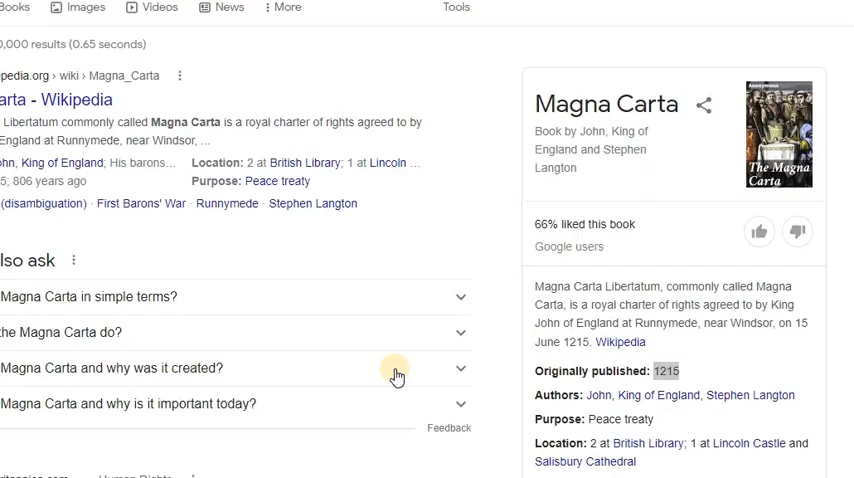 Books Images Videos News More Tools
0,000 results (0.65 seconds)
pedia.org › wiki › Magna_Carta
arta - Wikipedia
Libertatum commonly called Magna Carta is a royal charter of rights agreed to by
England at Runnymede, near Windsor, ...
ohn, King of England; His barons... Location: 2 at British Library; 1 at Lincoln ...
5; 806 years ago Purpose: Peace treaty
(disambiguation) · First Barons' War · Runnymede · Stephen Langton
lso ask
Magna Carta in simple terms?
the Magna Carta do?
Magna Carta and why was it created?
Magna Carta and why is it important today?
Feedback
Magna Carta
Book by John, King of
England and Stephen
Langton
Anonymous
The Magna
Carta
66% liked this book
Google users
Magna Carta Libertatum, commonly called Magna
Carta, is a royal charter of rights agreed to by King
John of England at Runnymede, near Windsor, on 15
June 1215. Wikipedia
Originally published: 1215
Authors: John, King of England, Stephen Langton
Purpose: Peace treaty
Location: 2 at British Library; 1 at Lincoln Castle and
Salisbury Cathedral